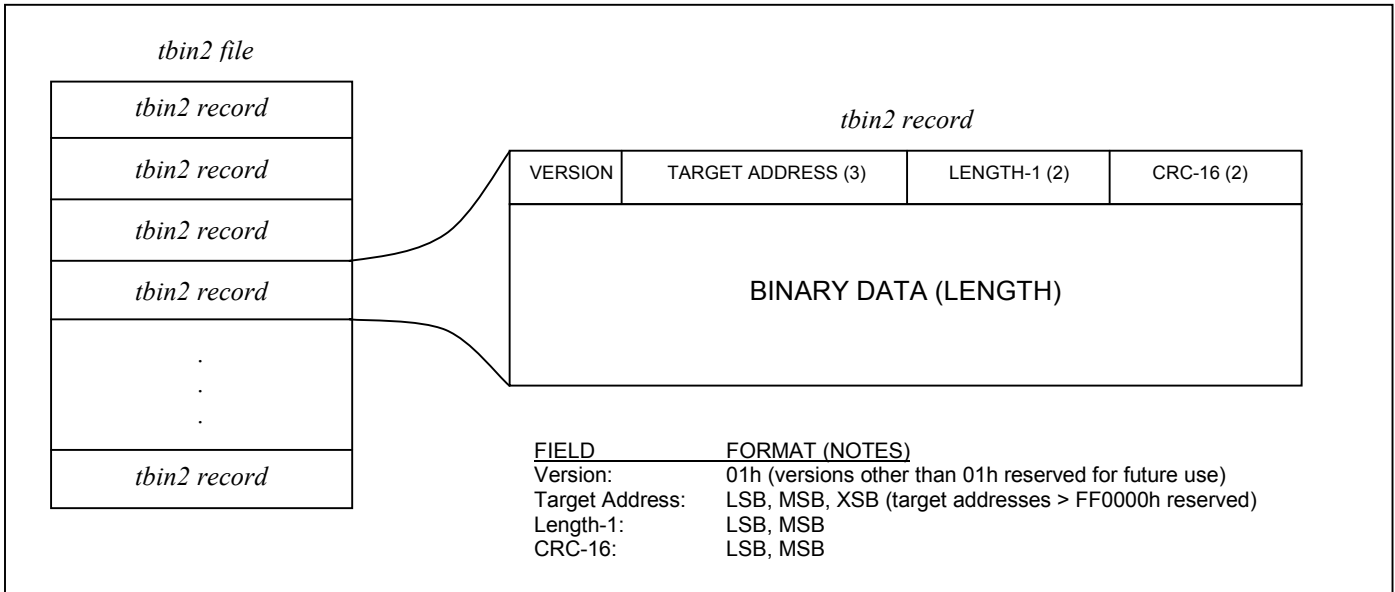 tbin2 file
tbin2 record
tbin2 record
tbin2 record
tbin2 record
.
.
.
tbin2 record
tbin2 record
VERSION TARGET ADDRESS (3) LENGTH-1 (2) CRC-16 (2)
BINARY DATA (LENGTH)
FIELD FORMAT (NOTES)
Version: 01h (versions other than 01h reserved for future use)
Target Address: LSB, MSB, XSB (target addresses > FF0000h reserved)
Length-1: LSB, MSB
CRC-16: LSB, MSB